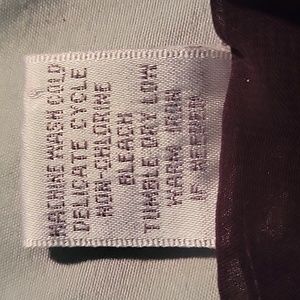 MACHINE WASH COLD
DELICATE CYCLE
NON-CHLORINE
BLEACH
TUMBLE DRY LOW
WARM IRON
IF NEEDED